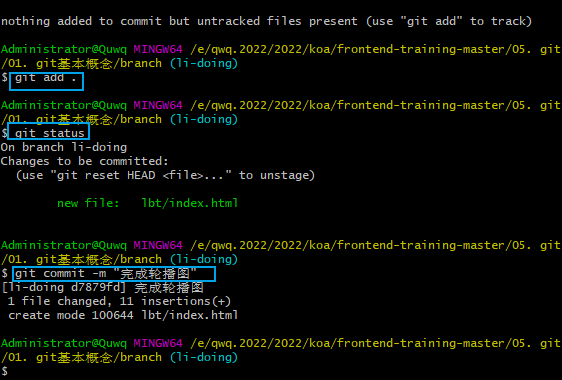 nothing added to commit but untracked files present (use "git add" to track)
Administrator@Quwq MINGW64 /e/qwq.2022/2022/koa/frontend-training-master/05. git
/01. git基本概念/branch (li-doing)
$ git add .
Administrator@Quwq MINGW64 /e/qwq.2022/2022/koa/frontend-training-master/05. git
/01. git基本概念/branch (li-doing)
$ git status
On branch li-doing
Changes to be committed:
(use "git reset HEAD <file>..." to unstage)
new file:   lbt/index.html
Administrator@Quwq MINGW64 /e/qwq.2022/2022/koa/frontend-training-master/05. git
/01. git基本概念/branch (li-doing)
$ git commit -m "完成轮播图"
[li-doing d7879fd] 完成轮播图
1 file changed, 11 insertions(+)
create mode 100644 lbt/index.html
Administrator@Quwq MINGW64 /e/qwq.2022/2022/koa/frontend-training-master/05. git
/01. git基本概念/branch (li-doing)
$